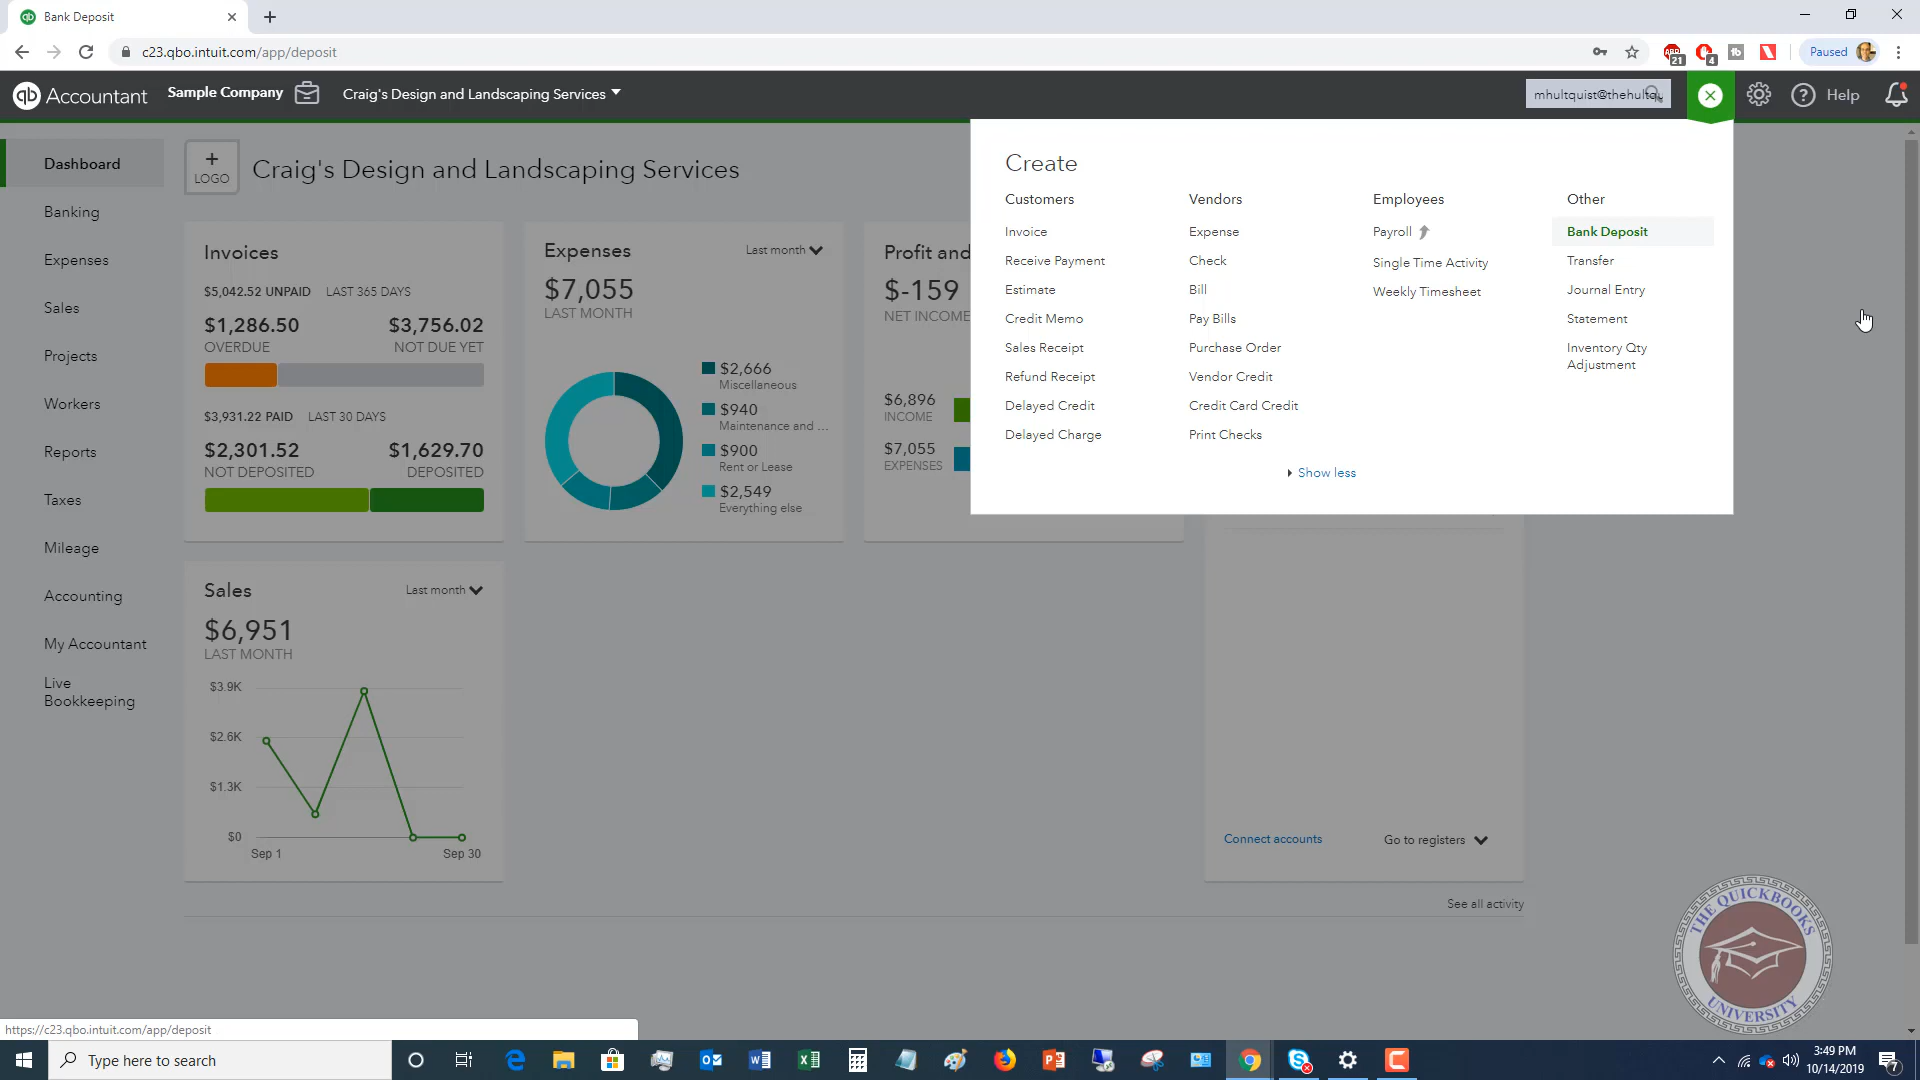 Bank Deposit
c23.qbo.intuit.com/app/deposit
21
4
Paused
qb Accountant
Sample Company
Craig's Design and Landscaping Services
Help
Dashboard
Banking
Expenses
Sales
Projects
Workers
Reports
Taxes
Mileage
Accounting
My Accountant
Live
Bookkeeping
+
LOGO
Craig's Design and Landscaping Services
Invoices
$5,042.52 UNPAID LAST 365 DAYS
$1,286.50 $3,756.02
OVERDUE NOT DUE YET
$3,931.22 PAID LAST 30 DAYS
$2,301.52 $1,629.70
NOT DEPOSITED DEPOSITED
Expenses
Last month
$7,055
LAST MONTH
$2,666
Miscellaneous
$940
Maintenance and ...
$900
Rent or Lease
$2,549
Everything else
Profit and
$-159
NET INCOME
$6,896
INCOME
$7,055
EXPENSES
Create
Customers
Invoice
Receive Payment
Estimate
Credit Memo
Sales Receipt
Refund Receipt
Delayed Credit
Delayed Charge
Vendors
Expense
Check
Bill
Pay Bills
Purchase Order
Vendor Credit
Credit Card Credit
Print Checks
Employees
Payroll
Single Time Activity
Weekly Timesheet
Other
Bank Deposit
Transfer
Journal Entry
Statement
Inventory Qty
Adjustment
Show less
Sales
Last month
$6,951
LAST MONTH
$3.9K
$2.6K
$1.3K
$0
Sep 1 Sep 30
Connect accounts
Go to registers
See all activity
THE QUICKBOOKS
UNIVERSITY
https://c23.qbo.intuit.com/app/deposit
Type here to search
3:49 PM
10/14/2019
7